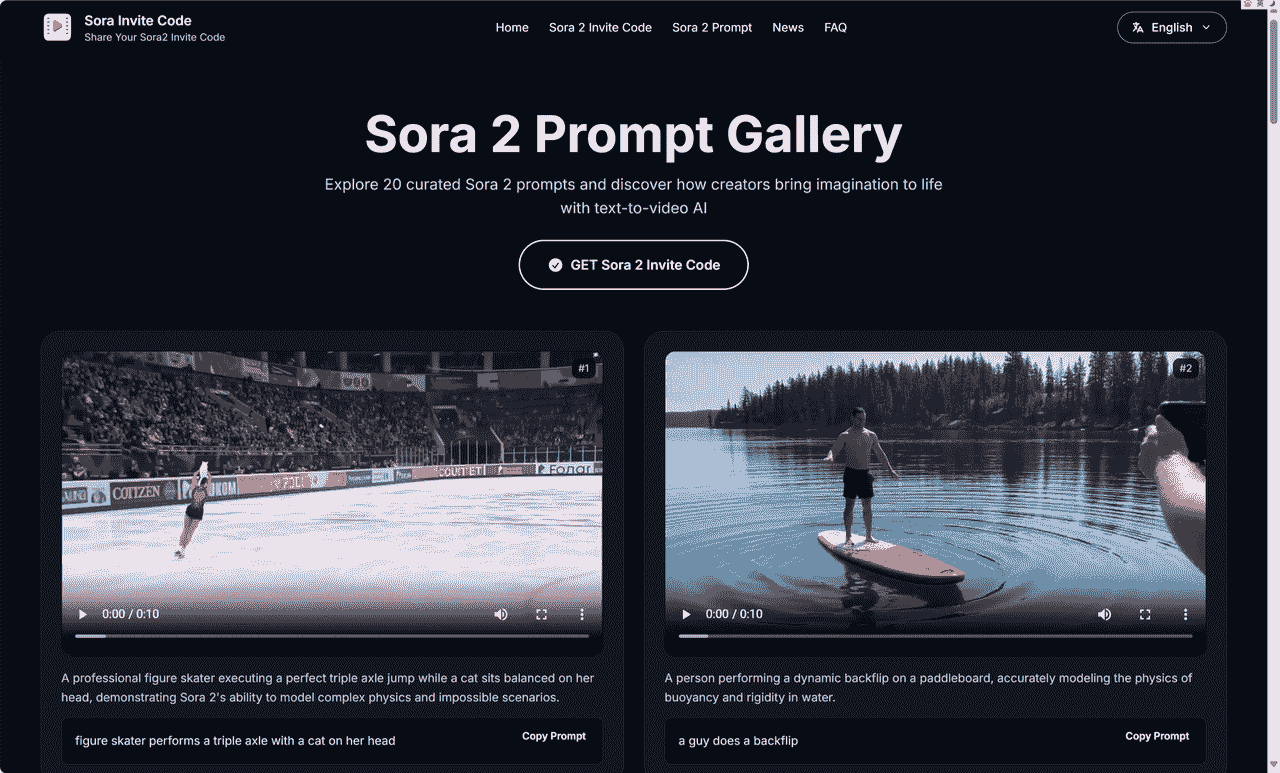 Sora Invite Code
Share Your Sora2 Invite Code
Home
Sora 2 Invite Code
Sora 2 Prompt
News
FAQ
English
Sora 2 Prompt Gallery
Explore 20 curated Sora 2 prompts and discover how creators bring imagination to life
with text-to-video AI
GET Sora 2 Invite Code
#1
COTIZEN
0:00 / 0:10
A professional figure skater executing a perfect triple axle jump while a cat sits balanced on her
head, demonstrating Sora 2's ability to model complex physics and impossible scenarios.
figure skater performs a triple axle with a cat on her head
Copy Prompt
#2
0:00 / 0:10
A person performing a dynamic backflip on a paddleboard, accurately modeling the physics of
buoyancy and rigidity in water.
a guy does a backflip
Copy Prompt